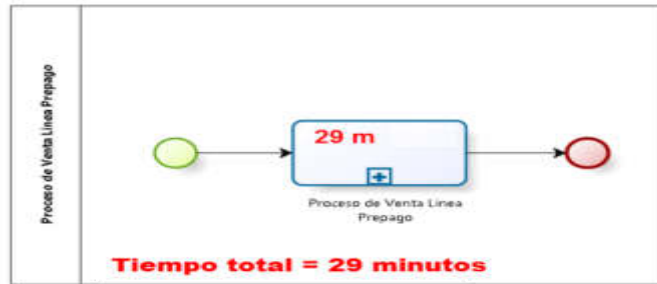 Proceso de Venta Linea Prepago
29 m
Proceso de Venta Linea
Prepago
Tiempo total = 29 minutos